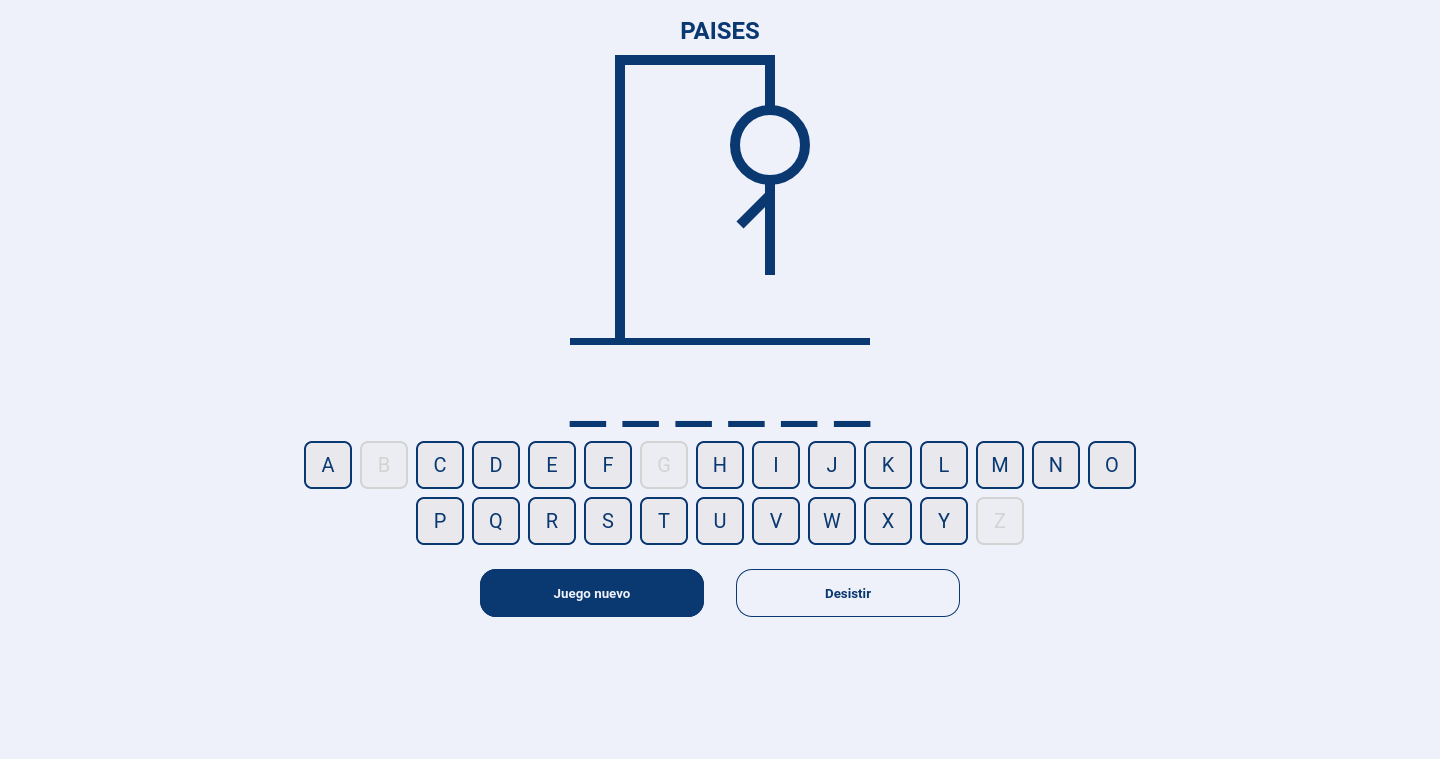 PAISES
A B C D E F G H I J K L M N O
P Q R S T U V W X Y Z
Juego nuevo Desistir